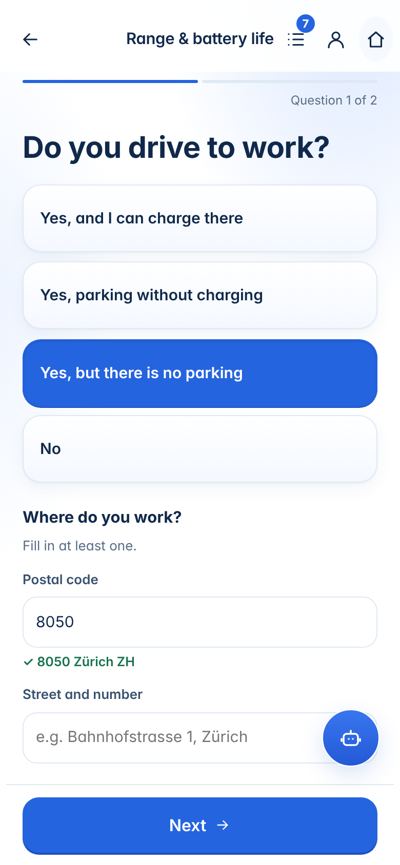 Range & battery life
7
Question 1 of 2
Do you drive to work?
Yes, and I can charge there
Yes, parking without charging
Yes, but there is no parking
No
Where do you work?
Fill in at least one.
Postal code
8050
✓ 8050 Zürich ZH
Street and number
e.g. Bahnhofstrasse 1, Zürich
Next →